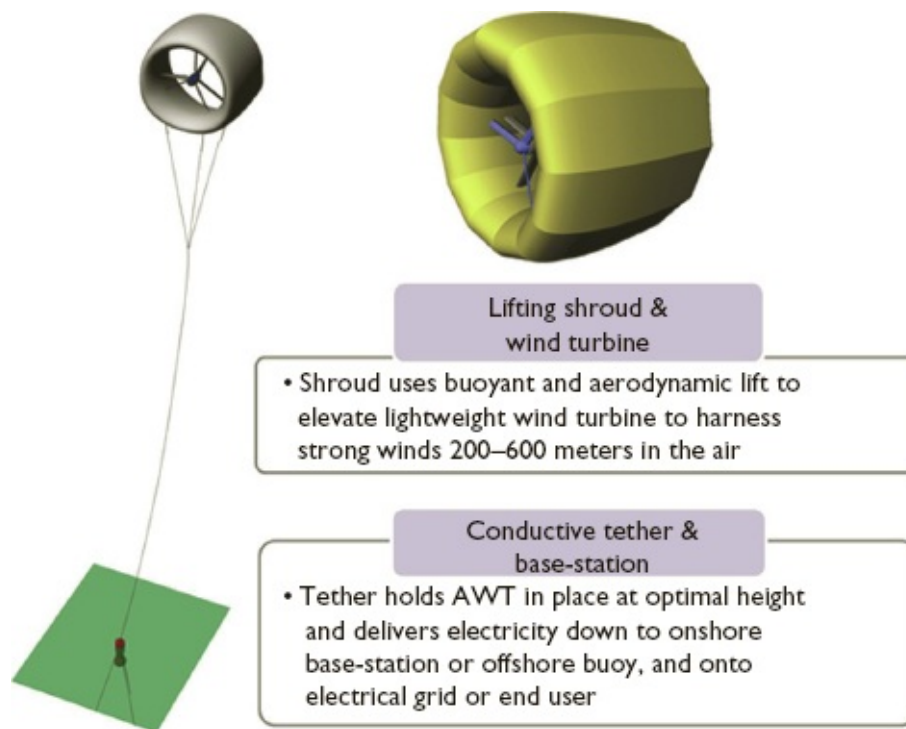 Lifting shroud &
wind turbine
• Shroud uses buoyant and aerodynamic lift to
elevate lightweight wind turbine to harness
strong winds 200–600 meters in the air
Conductive tether &
base-station
• Tether holds AWT in place at optimal height
and delivers electricity down to onshore
base-station or offshore buoy, and onto
electrical grid or end user